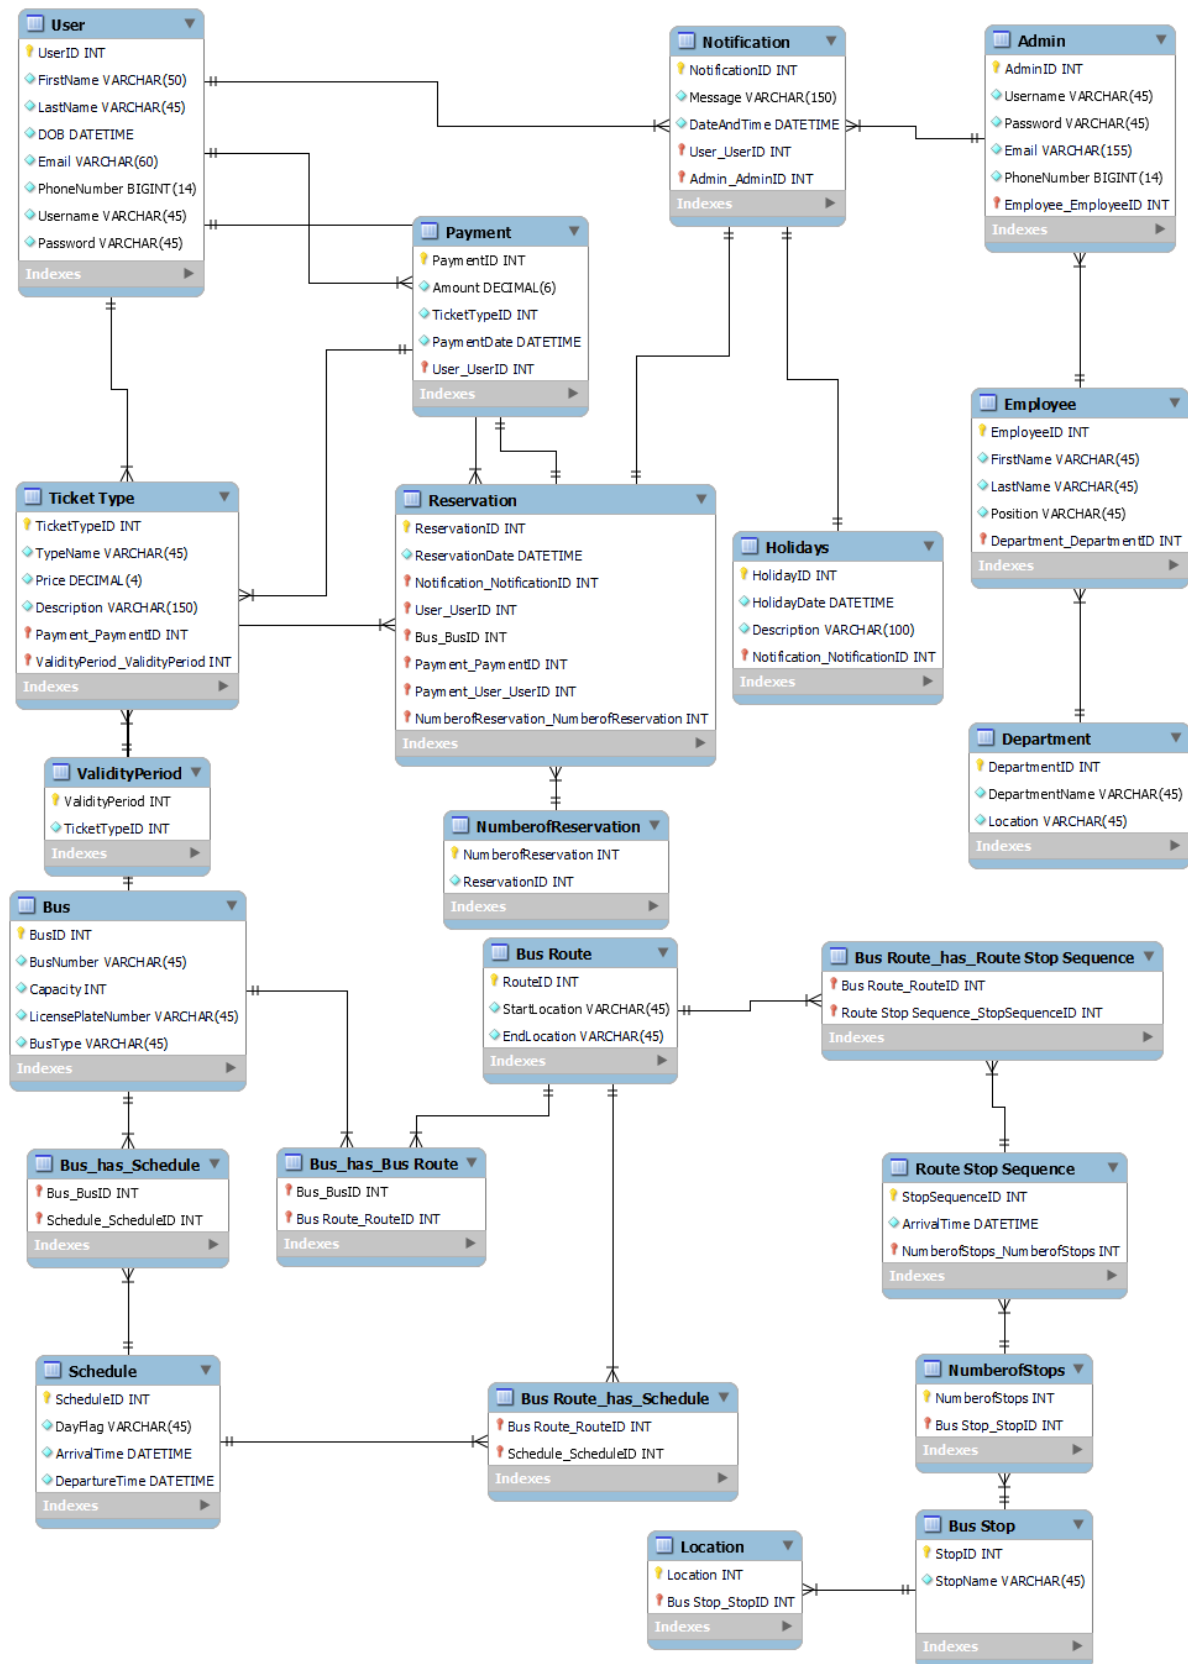 User
UserID INT
FirstName VARCHAR(50)
LastName VARCHAR(45)
DOB DATETIME
Email VARCHAR(60)
PhoneNumber BIGINT(14)
Username VARCHAR(45)
Password VARCHAR(45)
Indexes
Notification
NotificationID INT
Message VARCHAR(150)
DateAndTime DATETIME
User_UserID INT
Admin_AdminID INT
Indexes
Admin
AdminID INT
Username VARCHAR(45)
Password VARCHAR(45)
Email VARCHAR(155)
PhoneNumber BIGINT(14)
Employee_EmployeeID INT
Indexes
Payment
PaymentID INT
Amount DECIMAL(6)
TicketTypeID INT
PaymentDate DATETIME
User_UserID INT
Indexes
Employee
EmployeeID INT
FirstName VARCHAR(45)
LastName VARCHAR(45)
Position VARCHAR(45)
Department_DepartmentID INT
Indexes
Ticket Type
TicketTypeID INT
TypeName VARCHAR(45)
Price DECIMAL(4)
Description VARCHAR(150)
Payment_PaymentID INT
ValidityPeriod_ValidityPeriod INT
Indexes
Reservation
ReservationID INT
ReservationDate DATETIME
Notification_NotificationID INT
User_UserID INT
Bus_BusID INT
Payment_PaymentID INT
Payment_User_UserID INT
NumberofReservation_NumberofReservation INT
Indexes
Holidays
HolidayID INT
HolidayDate DATETIME
Description VARCHAR(100)
Notification_NotificationID INT
Indexes
Department
DepartmentID INT
DepartmentName VARCHAR(45)
Location VARCHAR(45)
Indexes
ValidityPeriod
ValidityPeriod INT
TicketTypeID INT
Indexes
NumberofReservation
NumberofReservation INT
ReservationID INT
Indexes
Bus
BusID INT
BusNumber VARCHAR(45)
Capacity INT
LicensePlateNumber VARCHAR(45)
BusType VARCHAR(45)
Indexes
Bus Route
RouteID INT
StartLocation VARCHAR(45)
EndLocation VARCHAR(45)
Indexes
Bus Route_has_Route Stop Sequence
Bus Route_RouteID INT
Route Stop Sequence_StopSequenceID INT
Indexes
Bus_has_Schedule
Bus_BusID INT
Schedule_ScheduleID INT
Indexes
Bus_has_Bus Route
Bus_BusID INT
Bus Route_RouteID INT
Indexes
Route Stop Sequence
StopSequenceID INT
ArrivalTime DATETIME
NumberofStops_NumberofStops INT
Indexes
Schedule
ScheduleID INT
DayFlag VARCHAR(45)
ArrivalTime DATETIME
DepartureTime DATETIME
Indexes
Bus Route_has_Schedule
Bus Route_RouteID INT
Schedule_ScheduleID INT
Indexes
NumberofStops
NumberofStops INT
Bus Stop_StopID INT
Indexes
Bus Stop
StopID INT
StopName VARCHAR(45)
Indexes
Location
Location INT
Bus Stop_StopID INT
Indexes